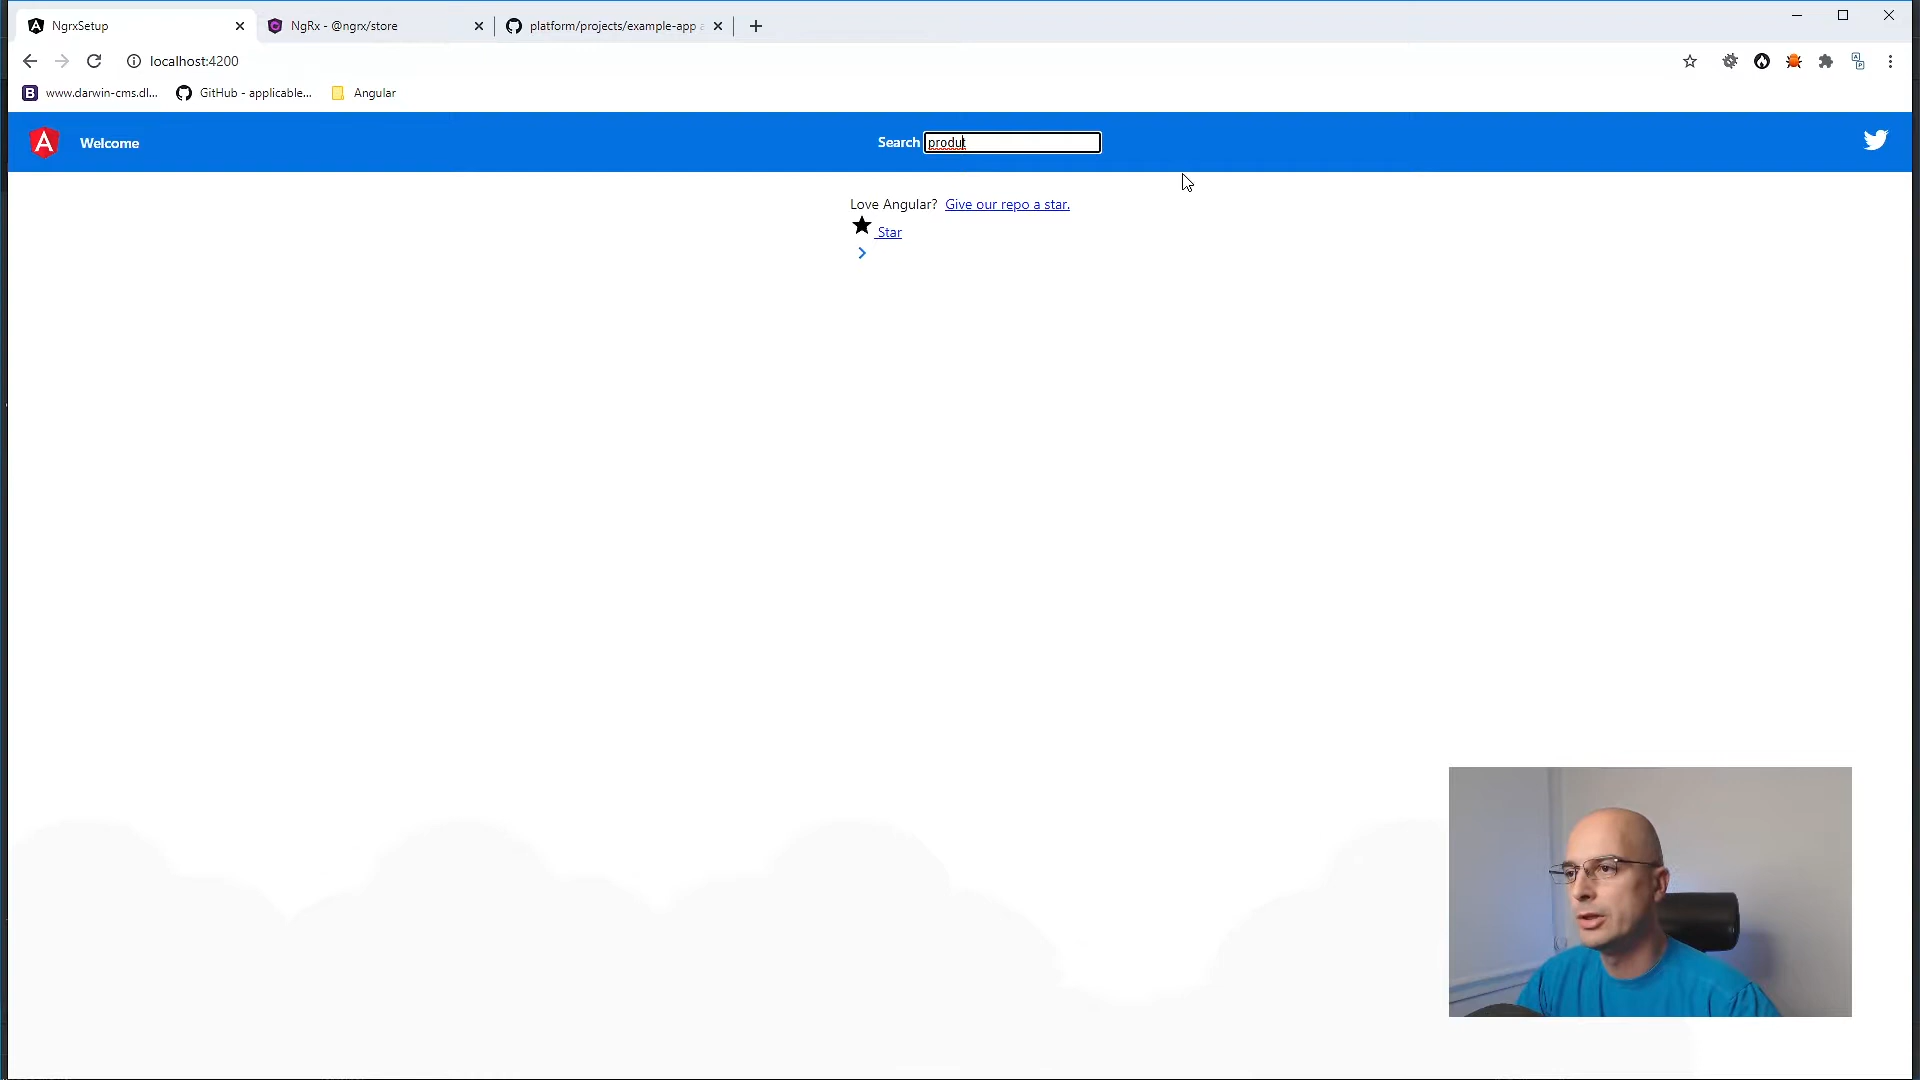 NgrxSetup
NgRx - @ngrx/store
platform/projects/example-app a
localhost:4200
www.darwin-cms.dl...
GitHub - applicable...
Angular
Welcome
Search produt
Love Angular? Give our repo a star.
Star